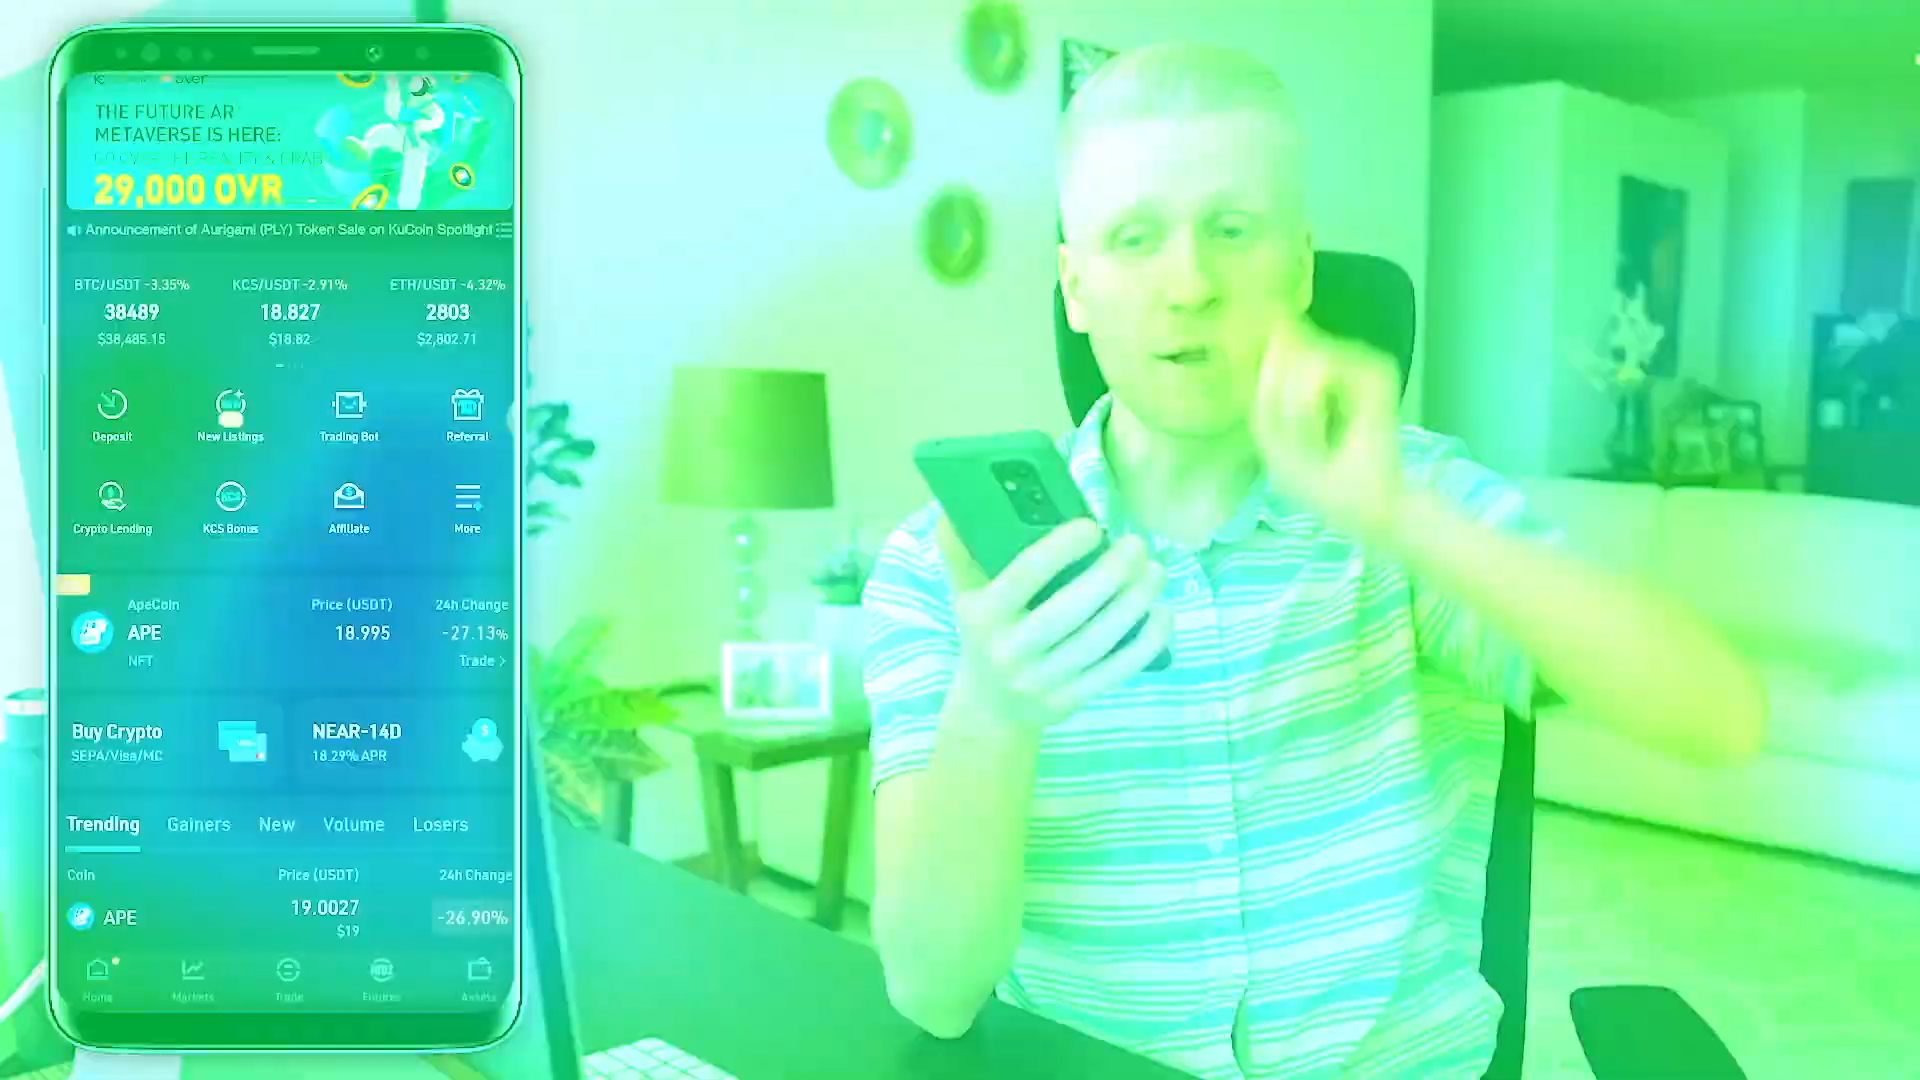 THE FUTURE AR
METAVERSE IS HERE:
GO OVER THE REALITY & GRAB
29,000 OVR
Announcement of Aurigami (PLY) Token Sale on KuCoin Spotlight
BTC/USDT -3.35% KCS/USDT -2.91% ETH/USDT -4.32%
38489 18.827 2803
$38,485.15 $18.82 $2,802.71
Deposit New Listings Trading Bot Referral
Crypto Lending KCS Bonus Affiliate More
ApeCoin Price (USDT) 24h Change
APE 18.995 -27.13%
NFT Trade >
Buy Crypto NEAR-14D
SEPA/Visa/MC 18.29% APR
Trending Gainers New Volume Losers
Coin Price (USDT) 24h Change
APE 19.0027 -26.90%
$19
Home Markets Trade Futures Assets